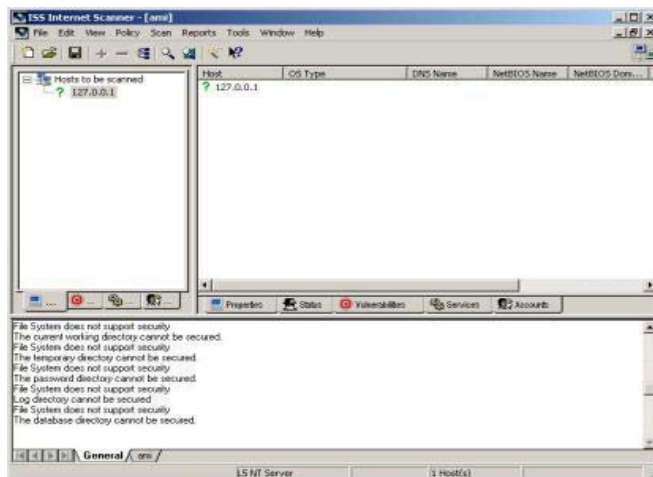 ISS Internet Scanner - [ami]
File Edit View Policy Scan Reports Tools Window Help
Hosts to be scanned
127.0.0.1
Host OS Type DNS Name NetBIOS Name NetBIOS Dom...
127.0.0.1
... ... ... ...
Properties Status Vulnerabilities Services Accounts
File System does not support security
The current working directory cannot be secured.
File System does not support security
The temporary directory cannot be secured.
File System does not support security
The password directory cannot be secured.
File System does not support security
Log directory cannot be secured
File System does not support security
The database directory cannot be secured.
General ami
L5 NT Server 1 Host(s)